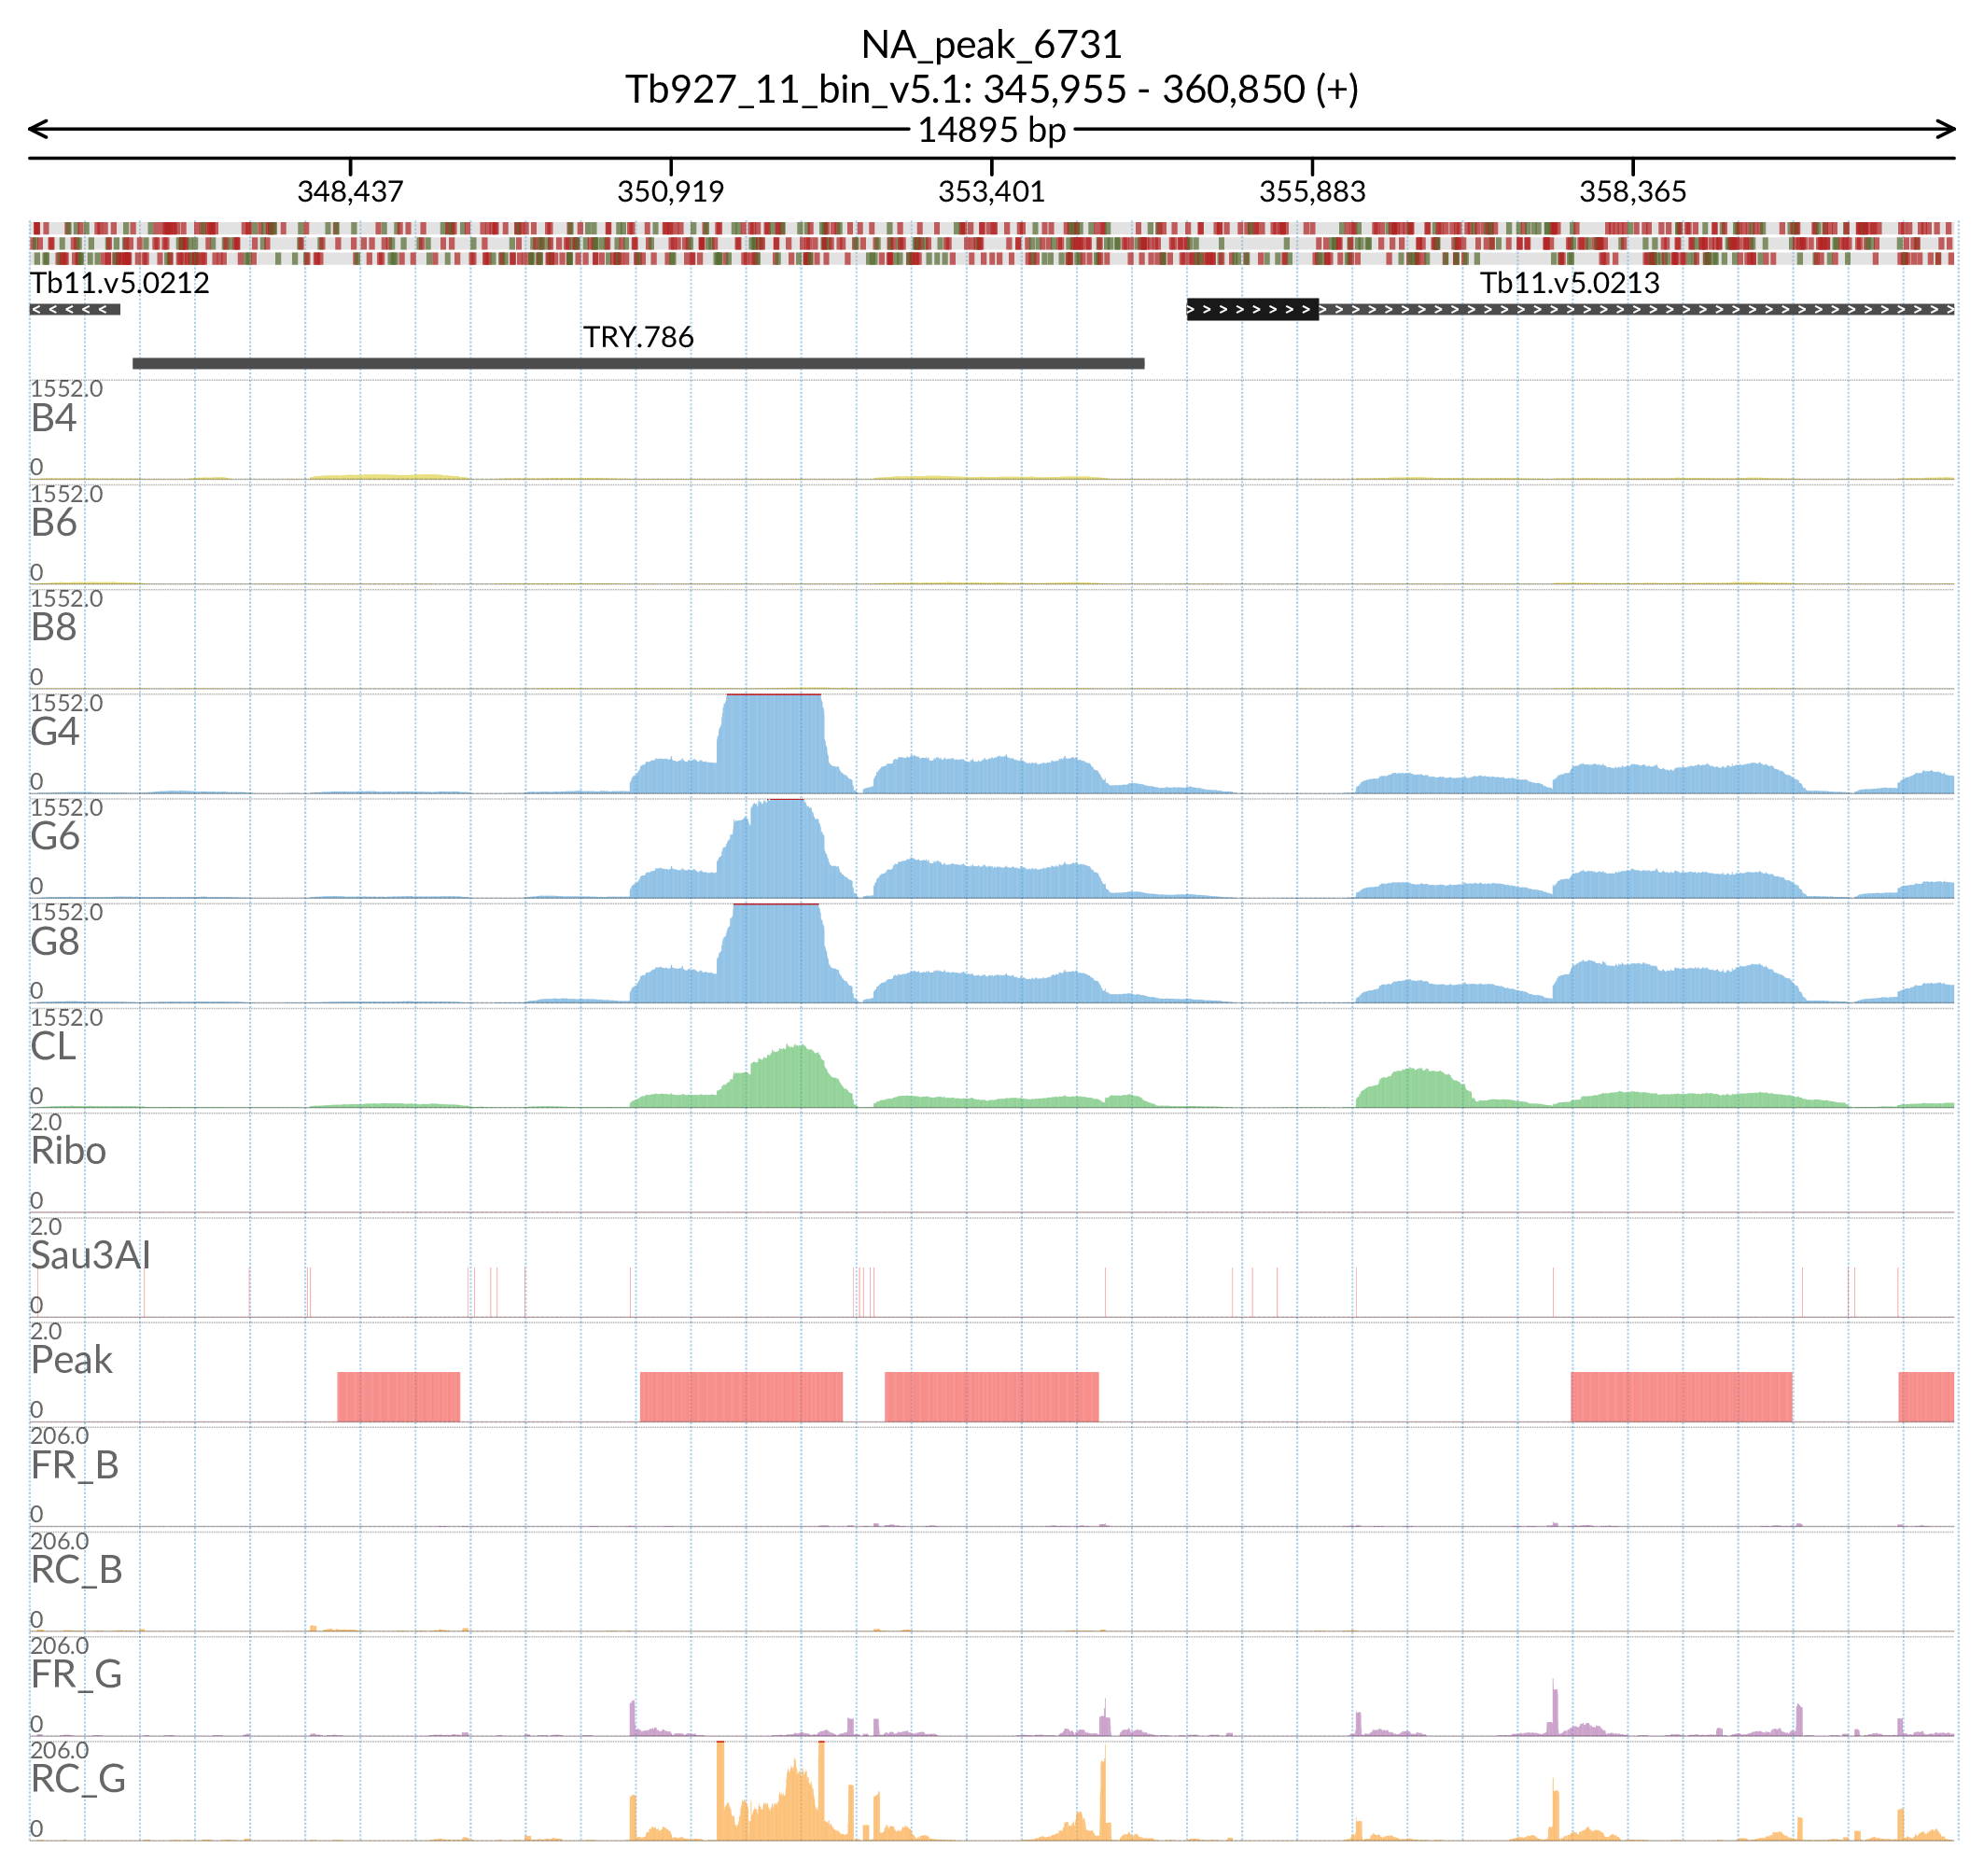 NA_peak_6731
Tb927_11_bin_v5.1: 345,955 - 360,850 (+)
14895 bp
348,437 350,919 353,401 355,883 358,365
Tb11.v5.0212 Tb11.v5.0213
TRY.786
1552.0
B4
0
1552.0
B6
0
1552.0
B8
0
1552.0
G4
0
1552.0
G6
0
1552.0
G8
0
1552.0
CL
0
2.0
Ribo
0
2.0
Sau3AI
0
2.0
Peak
0
206.0
FR_B
0
206.0
RC_B
0
206.0
FR_G
0
206.0
RC_G
0